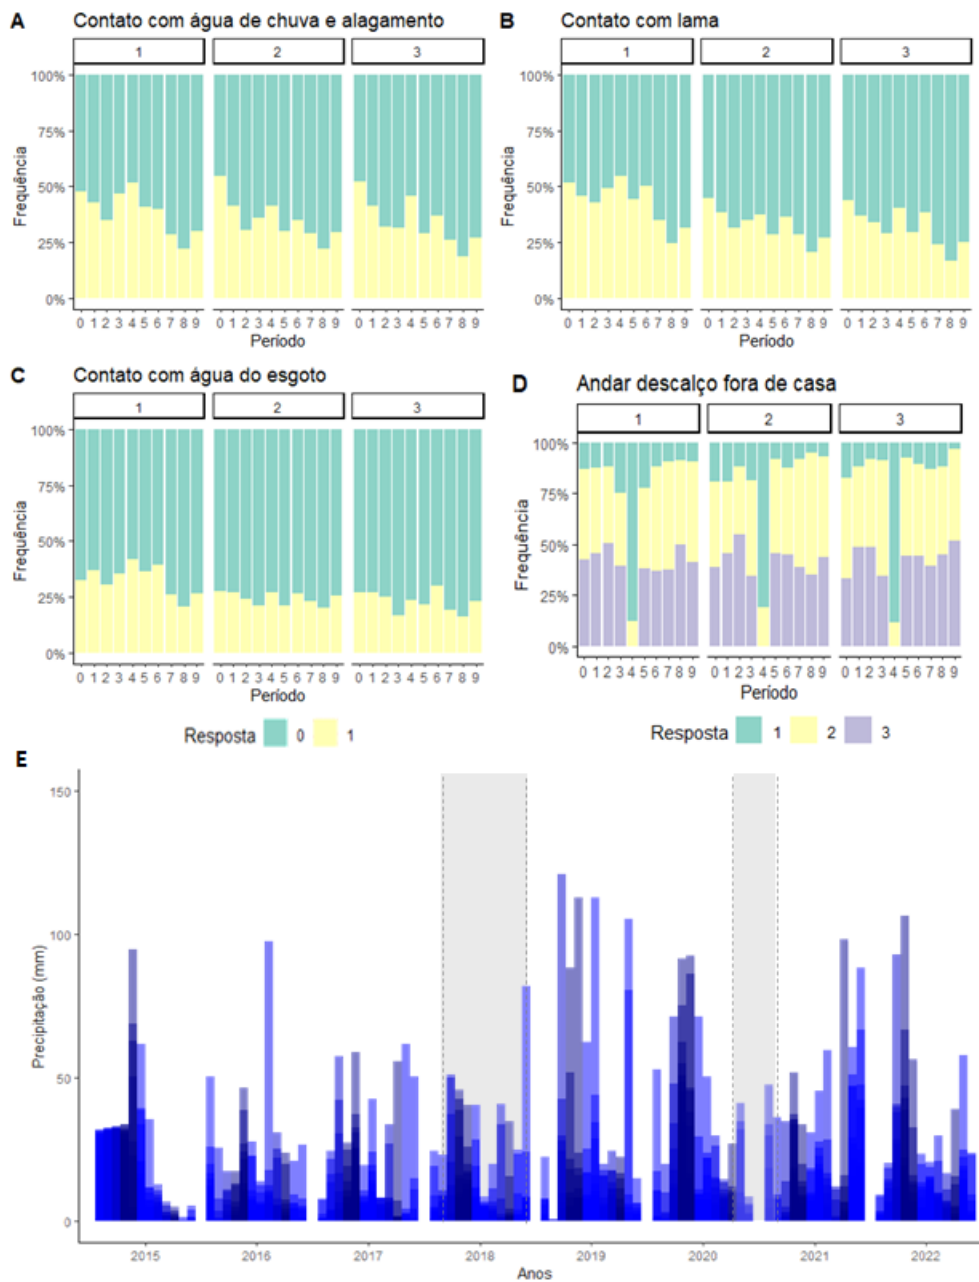 A Contato com água de chuva e alagamento
1 2 3
100%
75%
50%
25%
0%
Frequência
0 1 2 3 4 5 6 7 8 9 0 1 2 3 4 5 6 7 8 9 0 1 2 3 4 5 6 7 8 9
Período
B Contato com lama
1 2 3
100%
75%
50%
25%
0%
Frequência
0 1 2 3 4 5 6 7 8 9 0 1 2 3 4 5 6 7 8 9 0 1 2 3 4 5 6 7 8 9
Período
C Contato com água do esgoto
1 2 3
100%
75%
50%
25%
0%
Frequência
0 1 2 3 4 5 6 7 8 9 0 1 2 3 4 5 6 7 8 9 0 1 2 3 4 5 6 7 8 9
Período
Resposta 0 1
D Andar descalço fora de casa
1 2 3
100%
75%
50%
25%
0%
Frequência
0 1 2 3 4 5 6 7 8 9 0 1 2 3 4 5 6 7 8 9 0 1 2 3 4 5 6 7 8 9
Período
Resposta 1 2 3
E
150
100
50
0
Precipitação (mm)
2015 2016 2017 2018 2019 2020 2021 2022
Anos